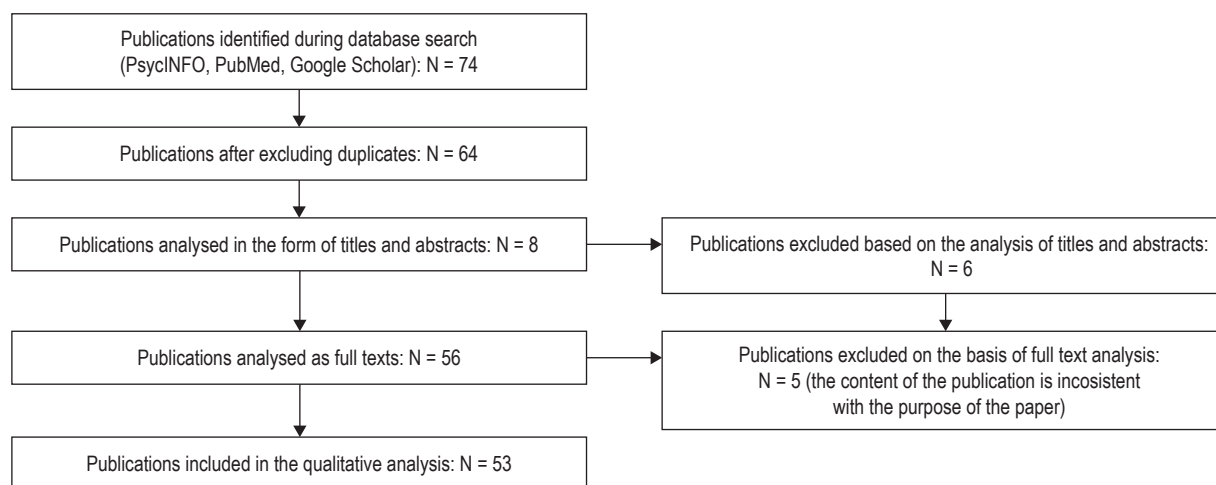 Publications identified during database search
(PsycINFO, PubMed, Google Scholar): N = 74
Publications after excluding duplicates: N = 64
Publications analysed in the form of titles and abstracts: N = 8
Publications excluded based on the analysis of titles and abstracts:
N = 6
Publications analysed as full texts: N = 56
Publications excluded on the basis of full text analysis:
N = 5 (the content of the publication is incosistent
with the purpose of the paper)
Publications included in the qualitative analysis: N = 53